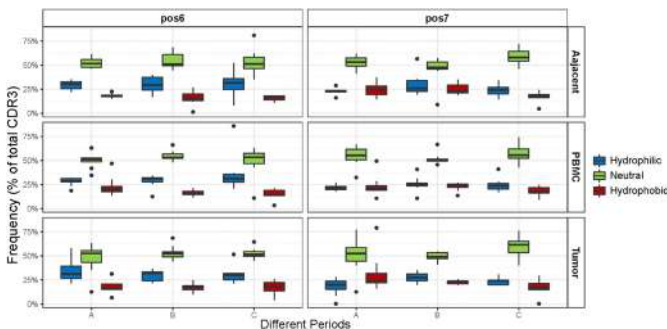 pos6
pos7
Frequency (% of total CDR3)
75%
50%
25%
0%
Aajacent
75%
50%
25%
0%
PBMC
Hydrophilic
Neutral
Hydrophobic
75%
50%
25%
0%
Tumor
A
B
C
A
B
C
Different Periods